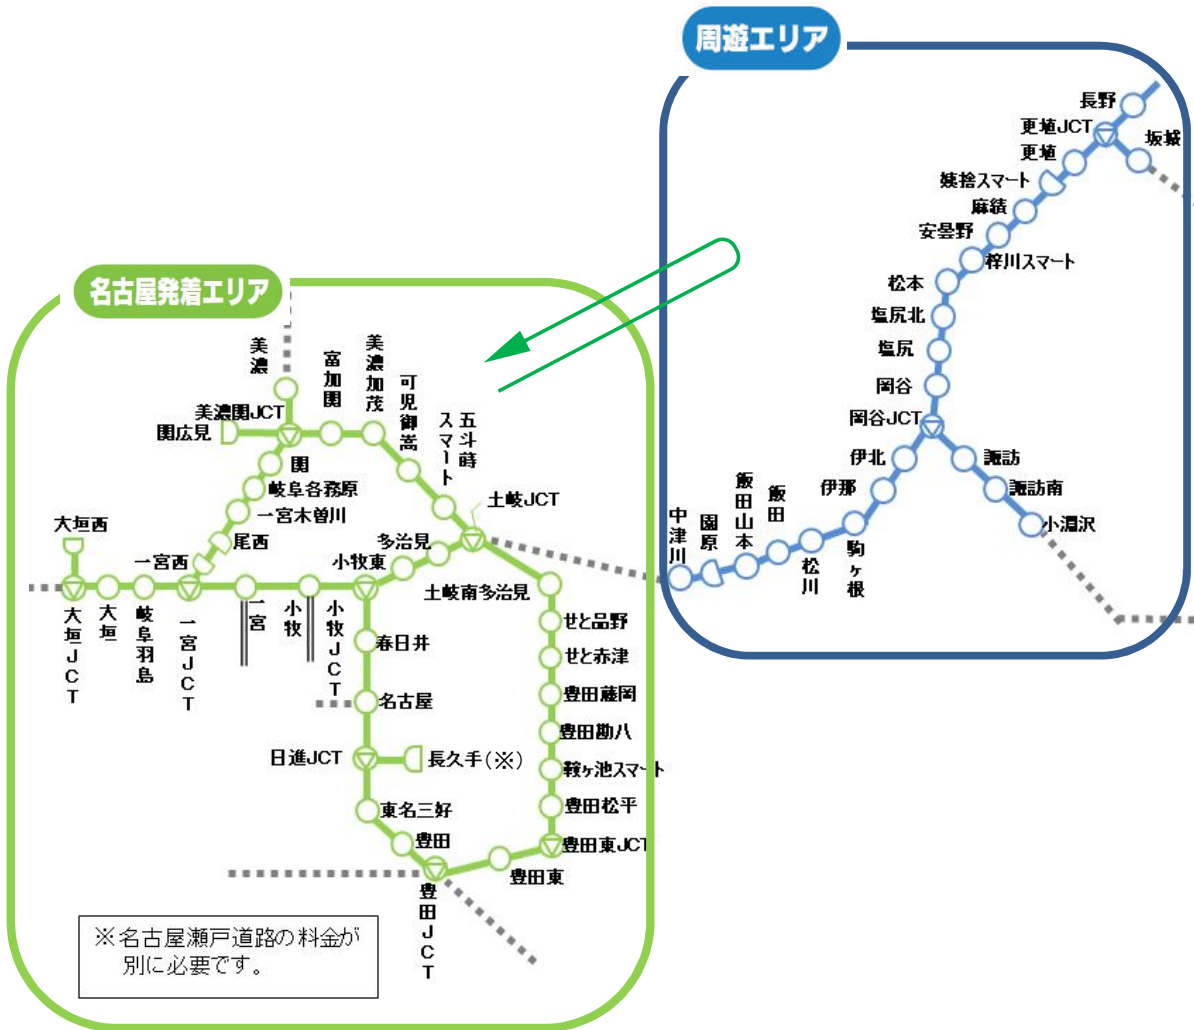 周遊エリア
長野
更埴JCT
坂城
更埴
姨捨スマート
麻績
安曇野
梓川スマート
松本
塩尻北
塩尻
岡谷
岡谷JCT
伊北
諏訪
伊那
諏訪南
小淵沢
飯田
飯田山本
園原
中津川
松川
駒ヶ根
名古屋発着エリア
美濃
富加関
美濃加茂
可児御嵩
五斗蒔
スマート
美濃関JCT
関広見
関
岐阜各務原
一宮木曽川
土岐JCT
大垣西
尾西
一宮西
小牧東
多治見
土岐南多治見
大垣JCT
大垣
岐阜羽島
一宮JCT
一宮
小牧
小牧JCT
春日井
せと品野
せと赤津
名古屋
豊田藤岡
豊田勘八
日進JCT
長久手(※)
鞍ヶ池スマート
東名三好
豊田松平
豊田
豊田東JCT
豊田東
豊田JCT
※名古屋瀬戸道路の料金が
別に必要です。